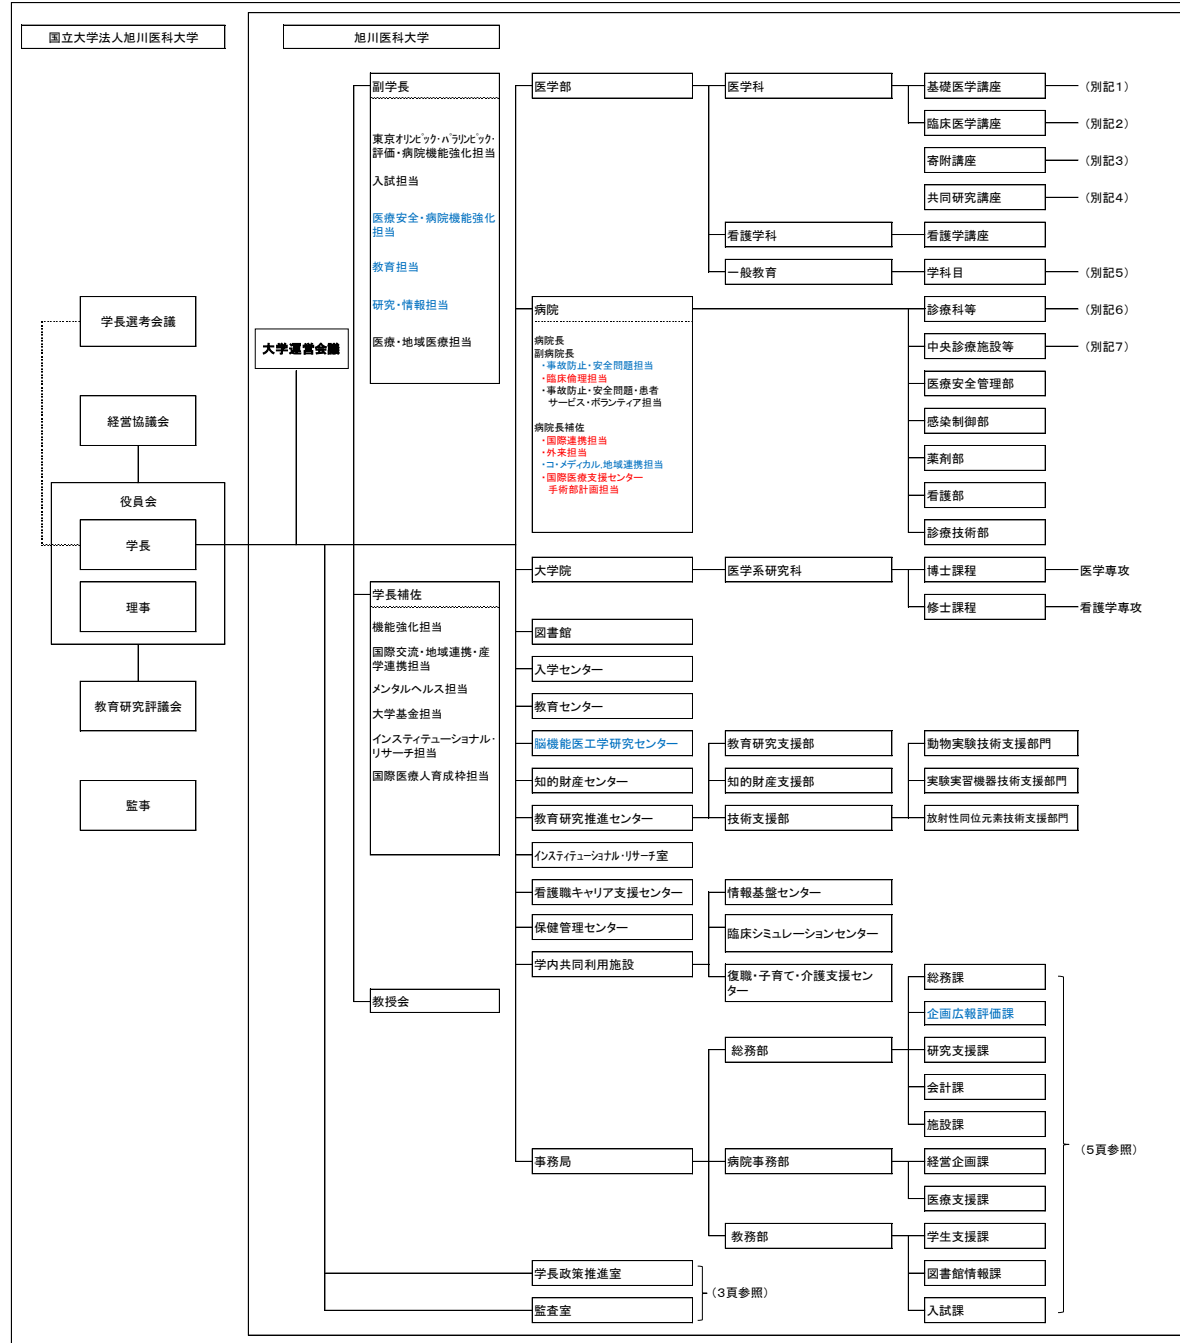 国立大学法人旭川医科大学
旭川医科大学
学長選考会議
経営協議会
役員会
学長
理事
教育研究評議会
監事
大学運営会議
副学長
東京オリンピック・パラリンピック・
評価・病院機能強化担当
入試担当
医療安全・病院機能強化
担当
教育担当
研究・情報担当
医療・地域医療担当
学長補佐
機能強化担当
国際交流・地域連携・産
学連携担当
メンタルヘルス担当
大学基金担当
インスティテューショナル・
リサーチ担当
国際医療人育成枠担当
教授会
医学部
医学科
基礎医学講座
(別記1)
臨床医学講座
(別記2)
寄附講座
(別記3)
共同研究講座
(別記4)
看護学科
看護学講座
一般教育
学科目
(別記5)
病院
病院長
副病院長
・事故防止・安全問題担当
・臨床倫理担当
・事故防止・安全問題・患者
サービス・ボランティア担当
病院長補佐
・国際連携担当
・外来担当
・コ・メディカル,地域連携担当
・国際医療支援センター
手術部計画担当
診療科等
(別記6)
中央診療施設等
(別記7)
医療安全管理部
感染制御部
薬剤部
看護部
診療技術部
大学院
医学系研究科
博士課程
医学専攻
修士課程
看護学専攻
図書館
入学センター
教育センター
脳機能医工学研究センター
知的財産センター
教育研究推進センター
教育研究支援部
知的財産支援部
技術支援部
動物実験技術支援部門
実験実習機器技術支援部門
放射性同位元素技術支援部門
インスティテューショナル・リサーチ室
看護職キャリア支援センター
保健管理センター
学内共同利用施設
情報基盤センター
臨床シミュレーションセンター
復職・子育て・介護支援セン
ター
事務局
総務部
総務課
企画広報評価課
研究支援課
会計課
施設課
病院事務部
経営企画課
医療支援課
教務部
学生支援課
図書館情報課
入試課
(5頁参照)
学長政策推進室
監査室
(3頁参照)